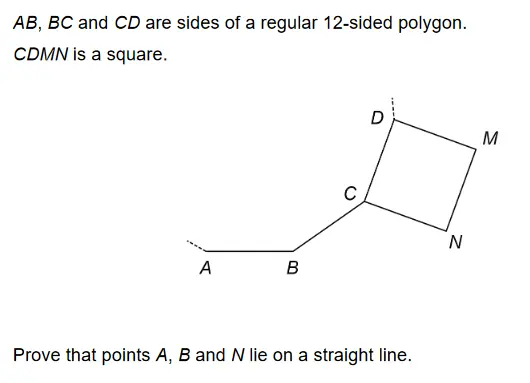 AB, BC and CD are sides of a regular 12-sided polygon.
CDMN is a square.
D
M
C
N
A
B
Prove that points A, B and N lie on a straight line.